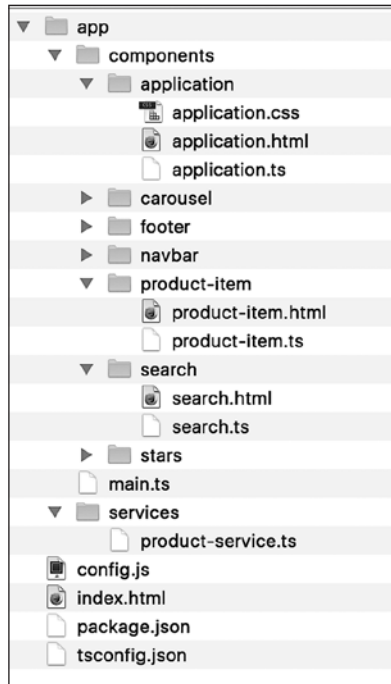 app
components
application
application.css
application.html
application.ts
carousel
footer
navbar
product-item
product-item.html
product-item.ts
search
search.html
search.ts
stars
main.ts
services
product-service.ts
config.js
index.html
package.json
tsconfig.json